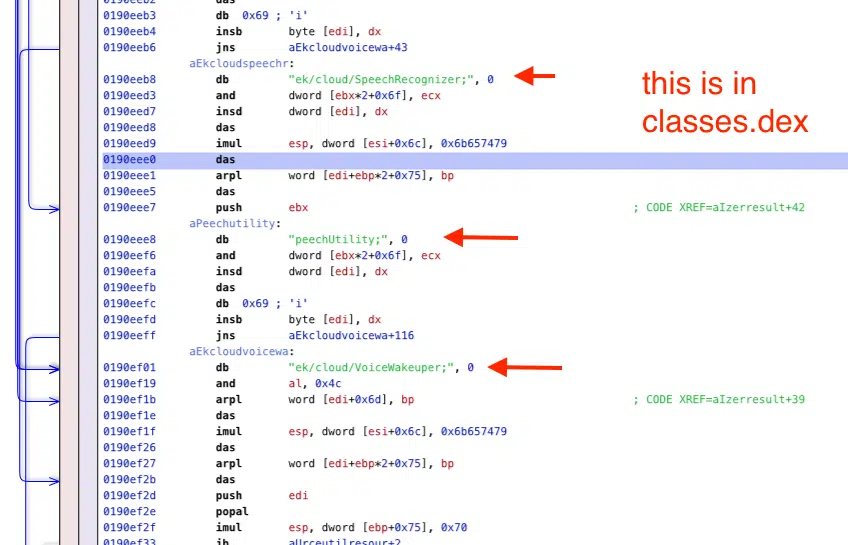 das
0190eeb3 db 0x69 ; 'i'
0190eeb4 insb byte [edi], dx
0190eeb6 jns aEkcloudvoicewa+43
aEkcloudspeechr:
0190eeb8 db "ek/cloud/SpeechRecognizer;", 0
this is in
classes.dex
0190eed3 and dword [ebx*2+0x6f], ecx
0190eed7 insd dword [edi], dx
0190eed8 das
0190eed9 imul esp, dword [esi+0x6c], 0x6b657479
0190eee0 das
0190eee1 arpl word [edi+ebp*2+0x75], bp
0190eee5 das
0190eee7 push ebx ; CODE XREF=aIzerresult+42
aPeechutility:
0190eee8 db "peechUtility;", 0
0190eef6 and dword [ebx*2+0x6f], ecx
0190eefa insd dword [edi], dx
0190eefb das
0190eefc db 0x69 ; 'i'
0190eefd insb byte [edi], dx
0190eeff jns aEkcloudvoicewa+116
aEkcloudvoicewa:
0190ef01 db "ek/cloud/VoiceWakeuper;", 0
0190ef19 and al, 0x4c
0190ef1b arpl word [edi+0x6d], bp ; CODE XREF=aIzerresult+39
0190ef1e das
0190ef1f imul esp, dword [esi+0x6c], 0x6b657479
0190ef26 das
0190ef27 arpl word [edi+ebp*2+0x75], bp
0190ef2b das
0190ef2d push edi
0190ef2e popal
0190ef2f imul esp, dword [ebp+0x75], 0x70
0190ef33 jb aUrceutilresour+2